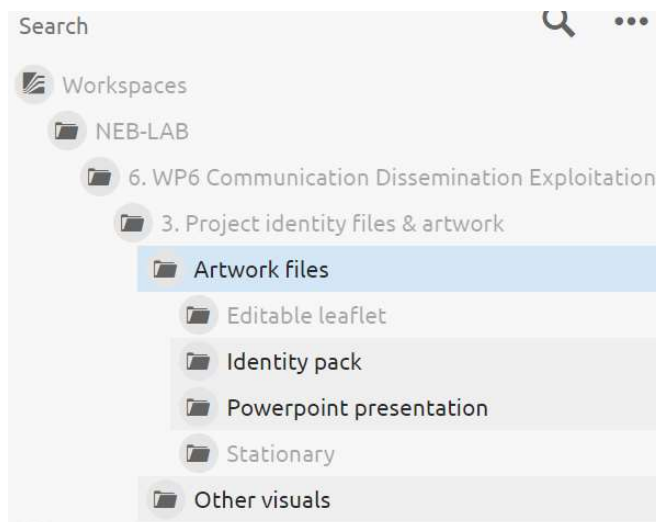 Search
Workspaces
NEB-LAB
6. WP6 Communication Dissemination Exploitation
3. Project identity files & artwork
Artwork files
Editable leaflet
Identity pack
Powerpoint presentation
Stationary
Other visuals